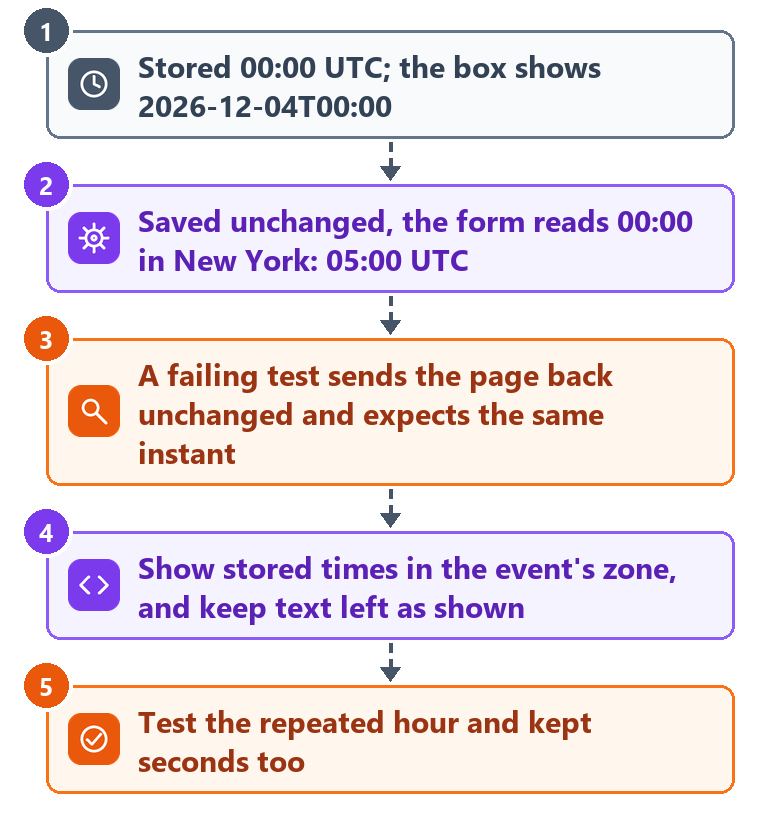 1
Stored 00:00 UTC; the box shows
2026-12-04T00:00
2
Saved unchanged, the form reads 00:00
in New York: 05:00 UTC
3
A failing test sends the page back
unchanged and expects the same
instant
4
Show stored times in the event's zone,
and keep text left as shown
5
Test the repeated hour and kept
seconds too